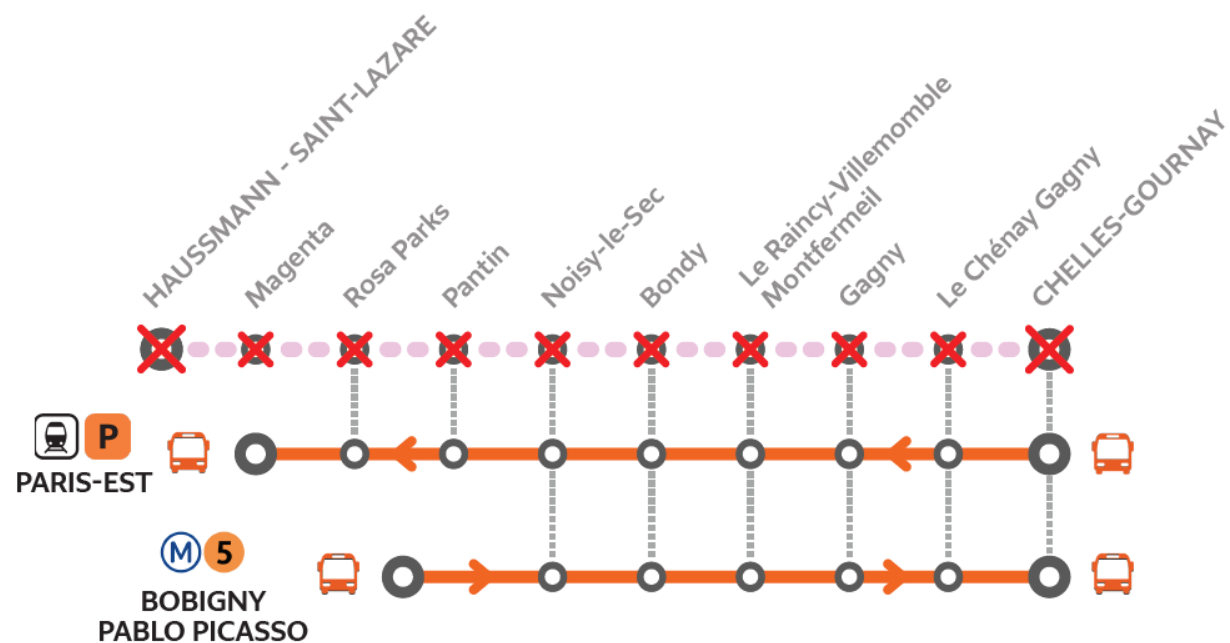 HAUSSMANN - SAINT-LAZARE
Magenta
Rosa Parks
Pantin
Noisy-le-Sec
Bondy
Le Raincy-Villemomble
Montfermeil
Gagny
Le Chénay Gagny
CHELLES-GOURNAY
P
PARIS-EST
M 5
BOBIGNY
PABLO PICASSO